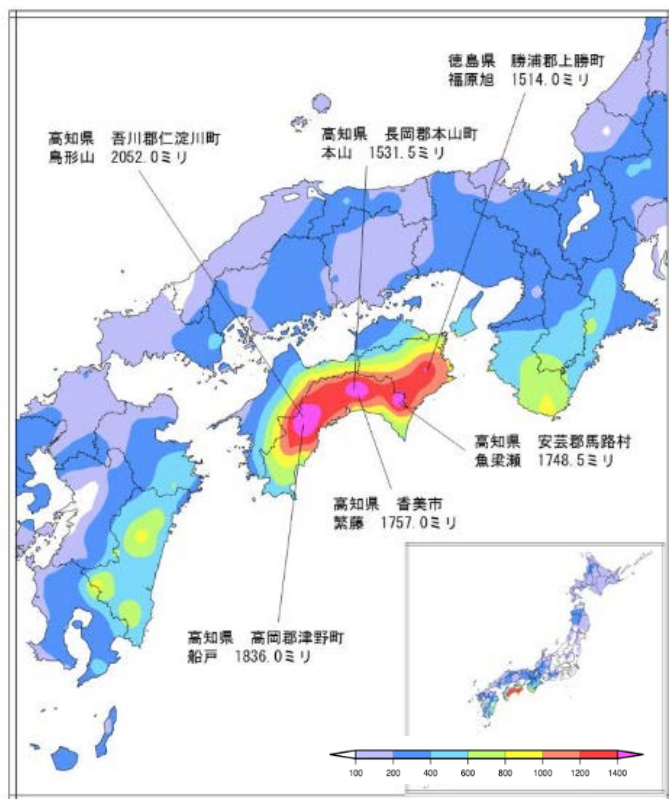 徳島県 勝浦郡上勝町
福原旭 1514.0ミリ
高知県 吾川郡仁淀川町
鳥形山 2052.0ミリ
高知県 長岡郡本山町
本山 1531.5ミリ
高知県 安芸郡馬路村
魚梁瀬 1748.5ミリ
高知県 香美市
繁藤 1757.0ミリ
高知県 高岡郡津野町
船戸 1836.0ミリ
100 200 400 600 800 1000 1200 1400